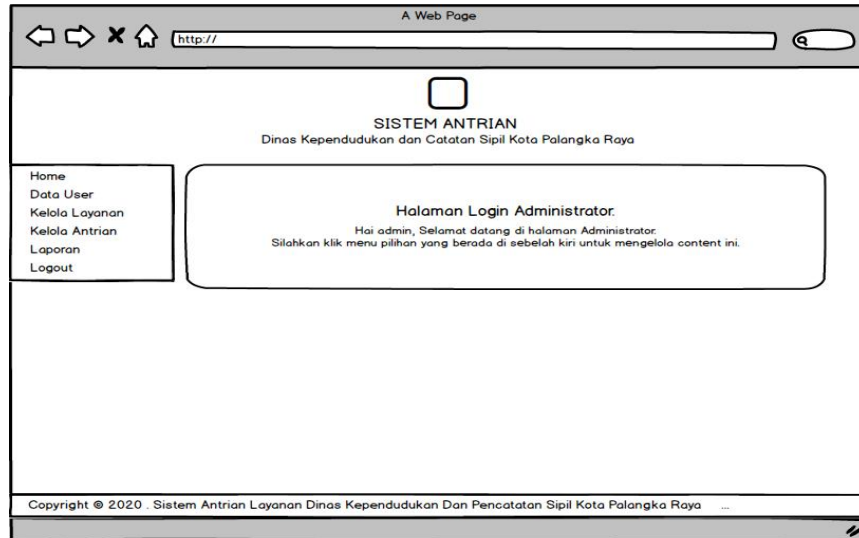 A Web Page
http://
SISTEM ANTRIAN
Dinas Kependudukan dan Catatan Sipil Kota Palangka Raya
Home
Data User
Kelola Layanan
Kelola Antrian
Laporan
Logout
Halaman Login Administrator.
Hai admin, Selamat datang di halaman Administrator.
Silahkan klik menu pilihan yang berada di sebelah kiri untuk mengelola content ini.
Copyright © 2020 . Sistem Antrian Layanan Dinas Kependudukan Dan Pencatatan Sipil Kota Palangka Raya ...